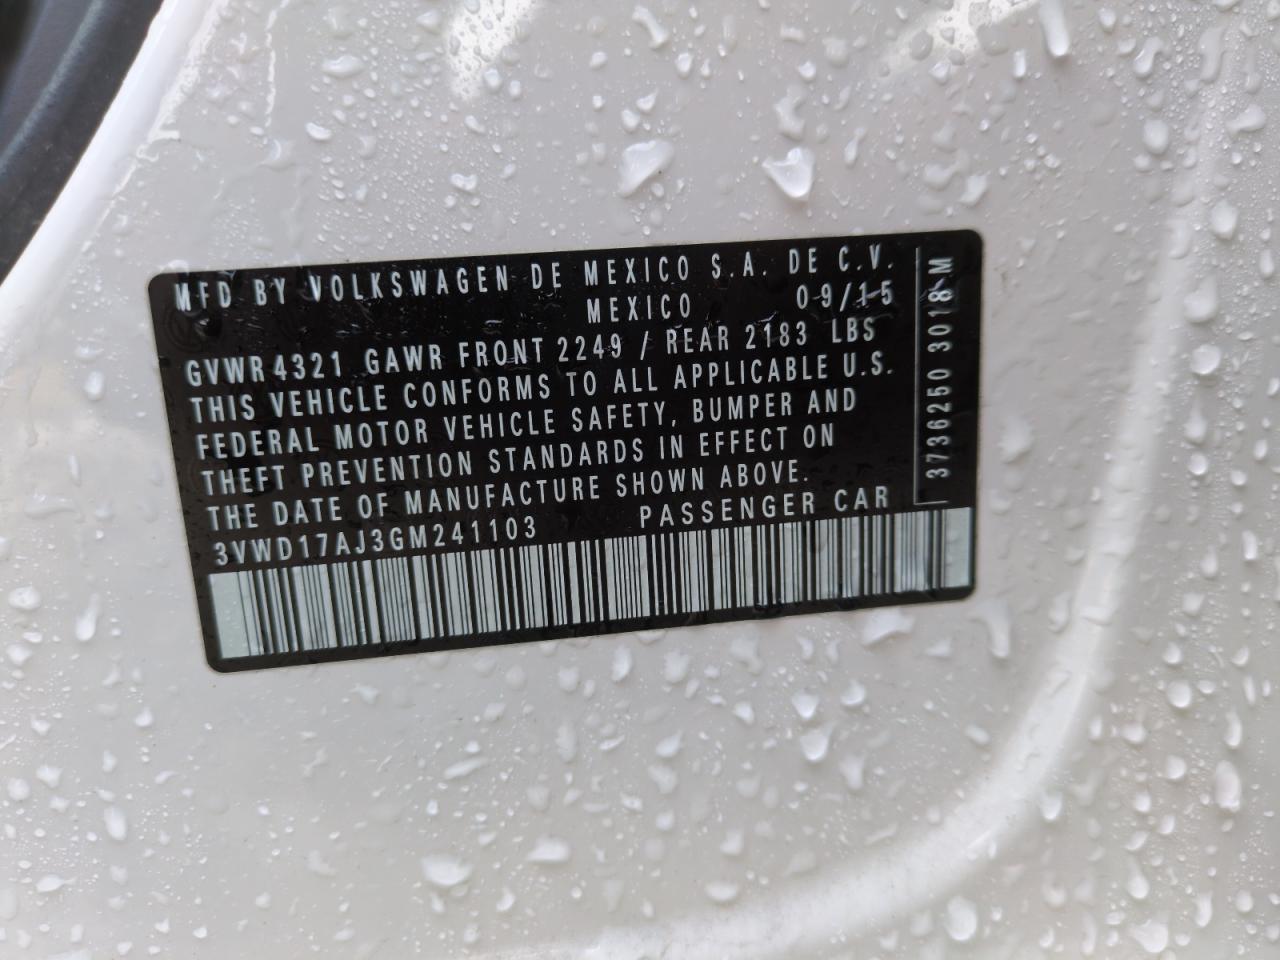 MFD BY VOLKSWAGEN DE MEXICO S.A. DE C.V.
MEXICO 09/15
GVWR 4321 GAWR FRONT 2249 / REAR 2183 LBS
THIS VEHICLE CONFORMS TO ALL APPLICABLE U.S.
FEDERAL MOTOR VEHICLE SAFETY, BUMPER AND
THEFT PREVENTION STANDARDS IN EFFECT ON
THE DATE OF MANUFACTURE SHOWN ABOVE.
3VWD17AJ3GM241103 PASSENGER CAR
3736250 3018 M